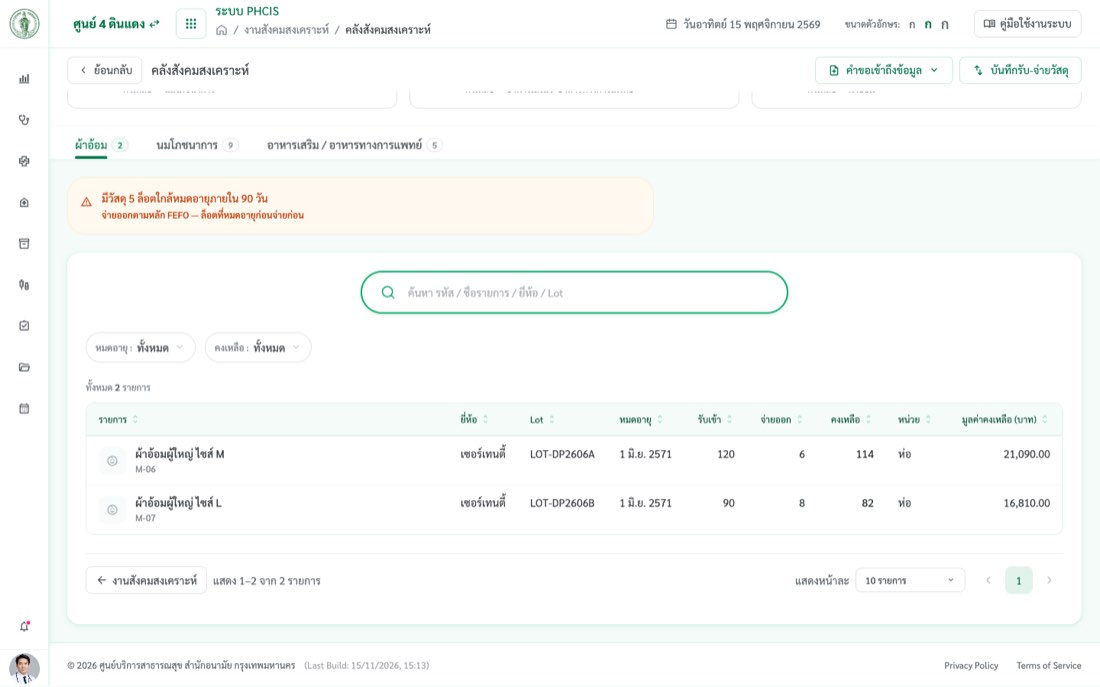 ศูนย์ 4 ดินแดง
ระบบ PHCIS
/ งานสังคมสงเคราะห์ / คลังสังคมสงเคราะห์
วันอาทิตย์ 15 พฤศจิกายน 2569
ขนาดตัวอักษร: ก ก ก
คู่มือใช้งานระบบ
ย้อนกลับ
คลังสังคมสงเคราะห์
คำขอเข้าถึงข้อมูล
บันทึกรับ-จ่ายวัสดุ
ผ้าอ้อม 2
นมโภชนาการ 9
อาหารเสริม / อาหารทางการแพทย์ 5
มีวัสดุ 5 ล็อตใกล้หมดอายุภายใน 90 วัน
จ่ายออกตามหลัก FEFO — ล็อตที่หมดอายุก่อนจ่ายก่อน
ค้นหา รหัส / ชื่อรายการ / ยี่ห้อ / Lot
หมดอายุ : ทั้งหมด
คงเหลือ : ทั้งหมด
ทั้งหมด 2 รายการ
รายการ ยี่ห้อ Lot หมดอายุ รับเข้า จ่ายออก คงเหลือ หน่วย มูลค่าคงเหลือ (บาท)
ผ้าอ้อมผู้ใหญ่ ไซส์ M เซอร์เทนตี้ LOT-DP2606A 1 มิ.ย. 2571 120 6 114 ห่อ 21,090.00
M-06
ผ้าอ้อมผู้ใหญ่ ไซส์ L เซอร์เทนตี้ LOT-DP2606B 1 มิ.ย. 2571 90 8 82 ห่อ 16,810.00
M-07
งานสังคมสงเคราะห์
แสดง 1–2 จาก 2 รายการ
แสดงหน้าละ 10 รายการ
1
© 2026 ศูนย์บริการสาธารณสุข สำนักอนามัย กรุงเทพมหานคร (Last Build: 15/11/2026, 15:13)
Privacy Policy
Terms of Service